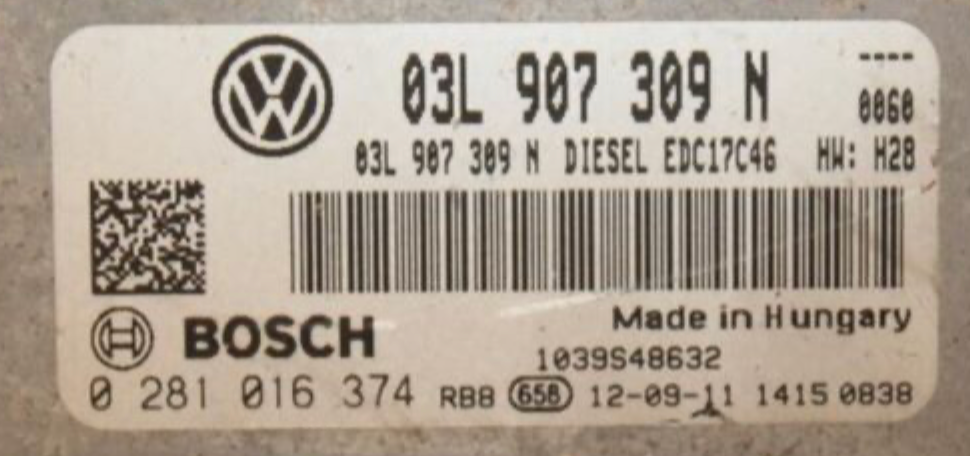 03L 907 309 N ----
0060
03L 907 309 N DIESEL EDC17C46 HW: H28
BOSCH Made in Hungary
1039S48632
0 281 016 374 RBB 658 12-09-11 1415 0838